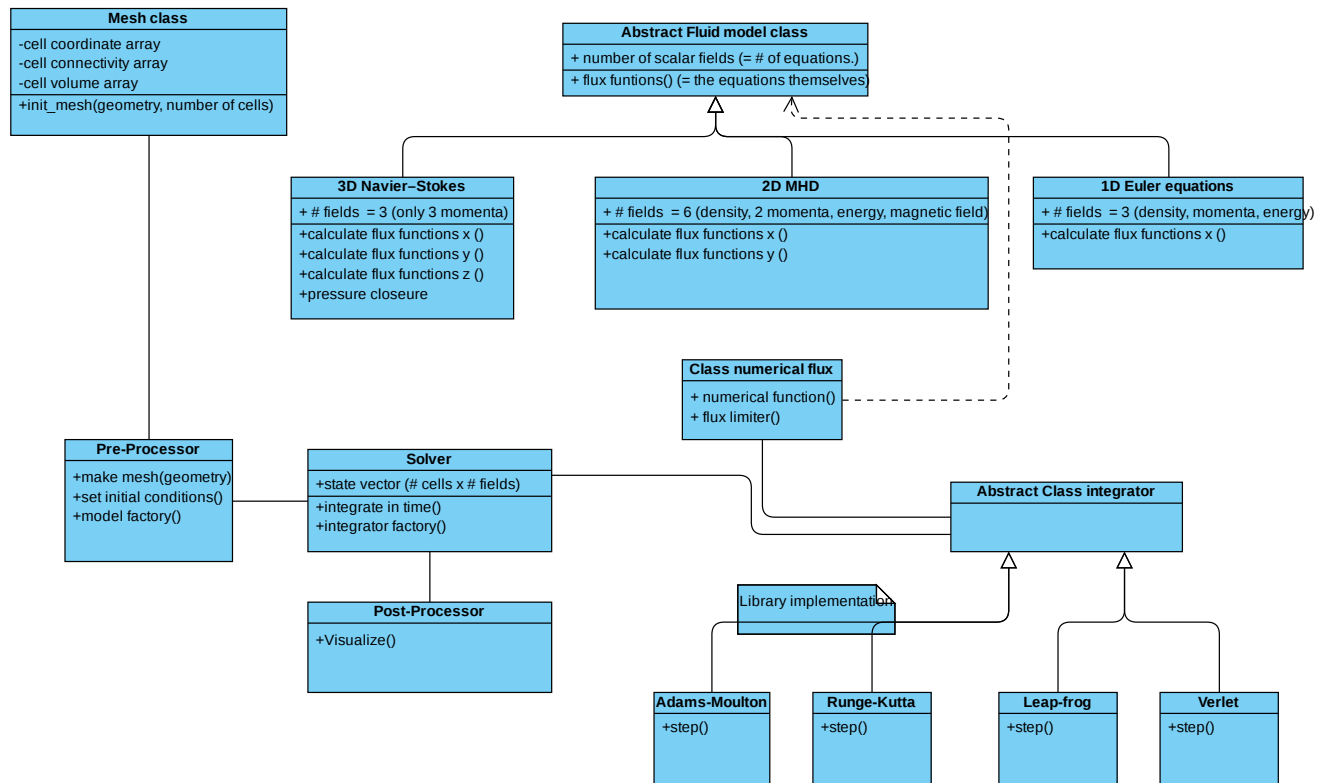 Mesh class
-cell coordinate array
-cell connectivity array
-cell volume array
+init_mesh(geometry, number of cells)
Abstract Fluid model class
+ number of scalar fields (= # of equations.)
+ flux funtions() (= the equations themselves)
3D Navier–Stokes
+ # fields  = 3 (only 3 momenta)
+calculate flux functions x ()
+calculate flux functions y ()
+calculate flux functions z ()
+pressure closeure
2D MHD
+ # fields  = 6 (density, 2 momenta, energy, magnetic field)
+calculate flux functions x ()
+calculate flux functions y ()
1D Euler equations
+ # fields  = 3 (density, momenta, energy)
+calculate flux functions x ()
Class numerical flux
+ numerical function()
+ flux limiter()
Pre-Processor
+make mesh(geometry)
+set initial conditions()
+model factory()
Solver
+state vector (# cells x # fields)
+integrate in time()
+integrator factory()
Abstract Class integrator
Post-Processor
+Visualize()
Library implementation
Adams-Moulton
+step()
Runge-Kutta
+step()
Leap-frog
+step()
Verlet
+step()